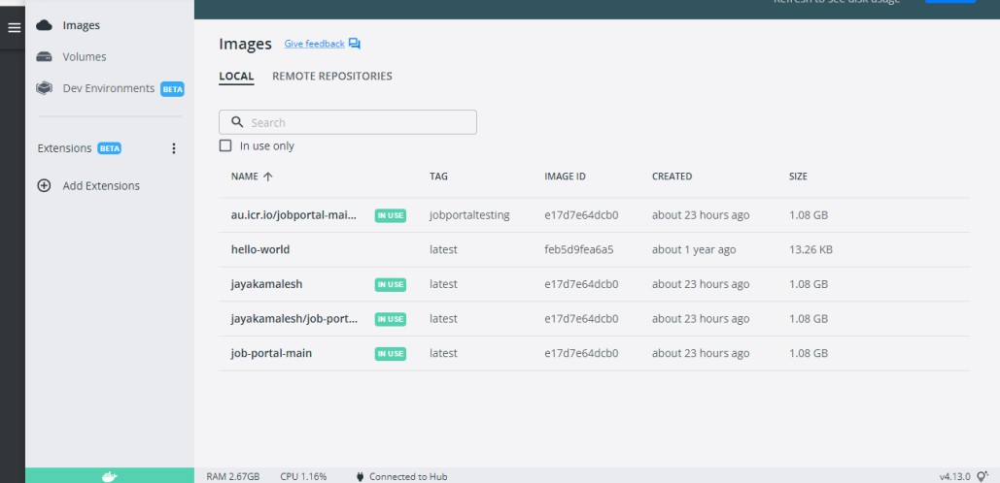 Refresh to see disk usage
Images
Volumes
Dev Environments BETA
Extensions BETA
Add Extensions
Images Give feedback
LOCAL REMOTE REPOSITORIES
Search
In use only
NAME TAG IMAGE ID CREATED SIZE
au.icr.io/jobportal-mai... IN USE jobportaltesting e17d7e64dcb0 about 23 hours ago 1.08 GB
hello-world latest feb5d9fea6a5 about 1 year ago 13.26 KB
jayakamalesh IN USE latest e17d7e64dcb0 about 23 hours ago 1.08 GB
jayakamalesh/job-port... IN USE latest e17d7e64dcb0 about 23 hours ago 1.08 GB
job-portal-main IN USE latest e17d7e64dcb0 about 23 hours ago 1.08 GB
RAM 2.67GB CPU 1.16% Connected to Hub v4.13.0